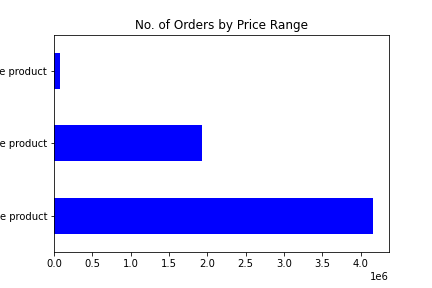 No. of Orders by Price Range
e product
e product
e product
0.0 0.5 1.0 1.5 2.0 2.5 3.0 3.5 4.0
1e6